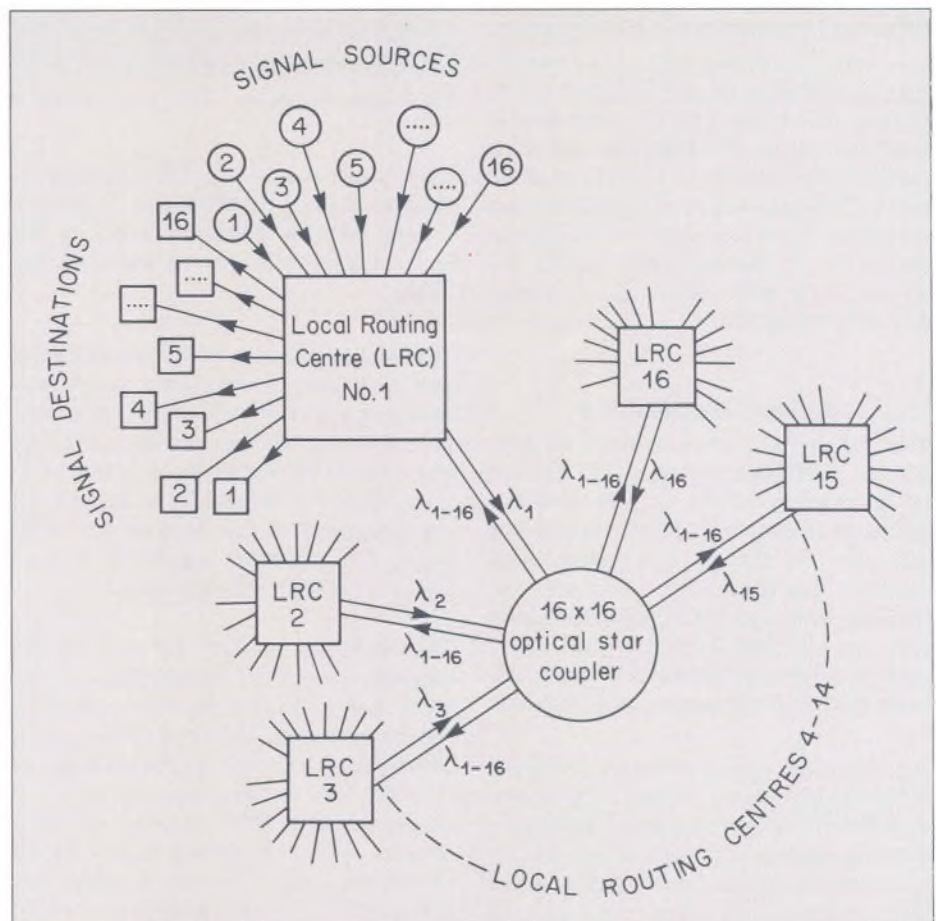 SIGNAL SOURCES
4
....
2
3
5
....
16
16
1
....
....
5
4
3
2
1
SIGNAL DESTINATIONS
Local Routing
Centre (LRC)
No.1
LRC
16
LRC
15
λ1-16
λ1
λ1-16
λ16
λ1-16
λ15
LRC
2
λ2
λ1-16
16 x 16
optical star
coupler
LRC
3
λ3
λ1-16
LOCAL ROUTING CENTRES 4-14